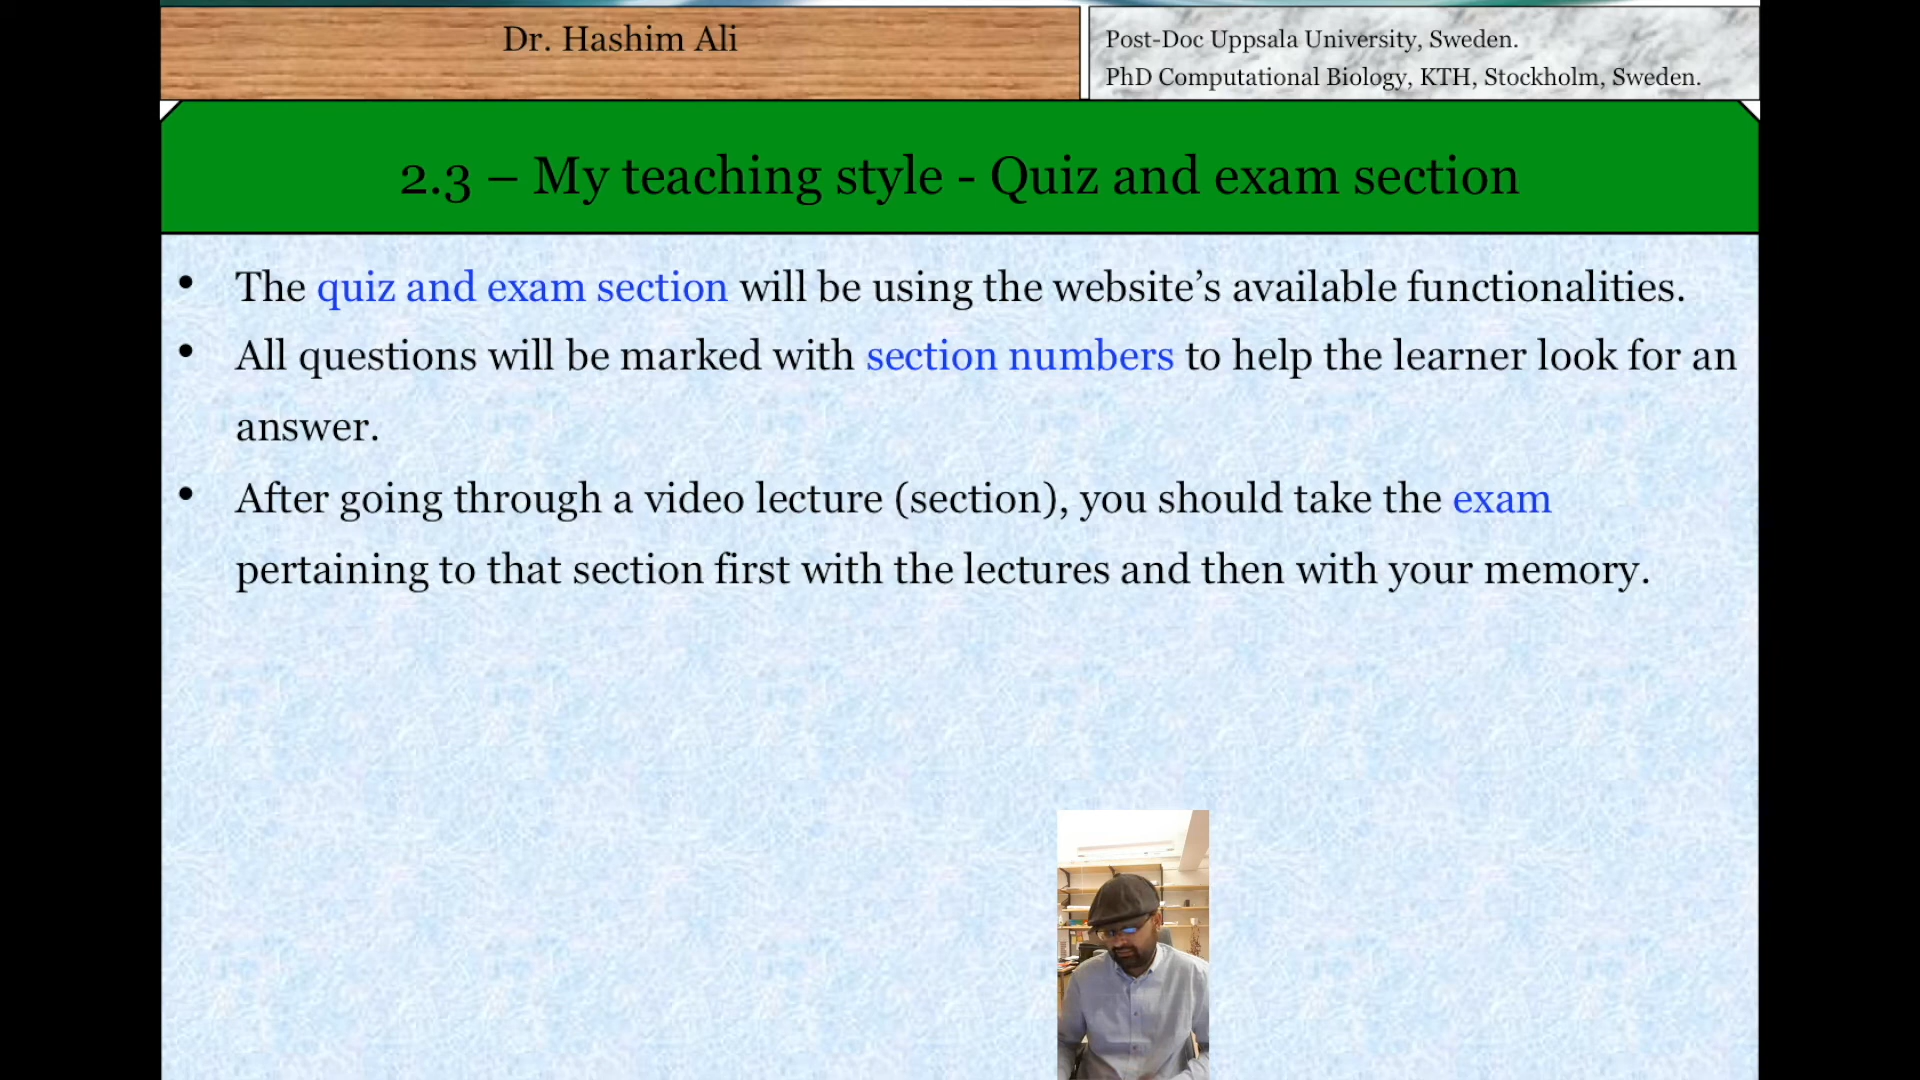 Dr. Hashim Ali
Post-Doc Uppsala University, Sweden.
PhD Computational Biology, KTH, Stockholm, Sweden.
2.3 – My teaching style - Quiz and exam section
• The quiz and exam section will be using the website’s available functionalities.
• All questions will be marked with section numbers to help the learner look for an
answer.
• After going through a video lecture (section), you should take the exam
pertaining to that section first with the lectures and then with your memory.